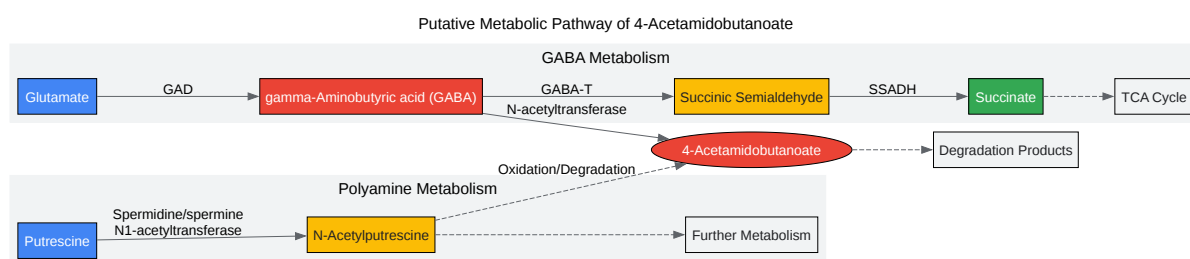 Putative Metabolic Pathway of 4-Acetamidobutanoate
GABA Metabolism
Glutamate
GAD
gamma-Aminobutyric acid (GABA)
GABA-T
N-acetyltransferase
Succinic Semialdehyde
SSADH
Succinate
TCA Cycle
4-Acetamidobutanoate
Degradation Products
Oxidation/Degradation
Polyamine Metabolism
Putrescine
Spermidine/spermine
N1-acetyltransferase
N-Acetylputrescine
Further Metabolism